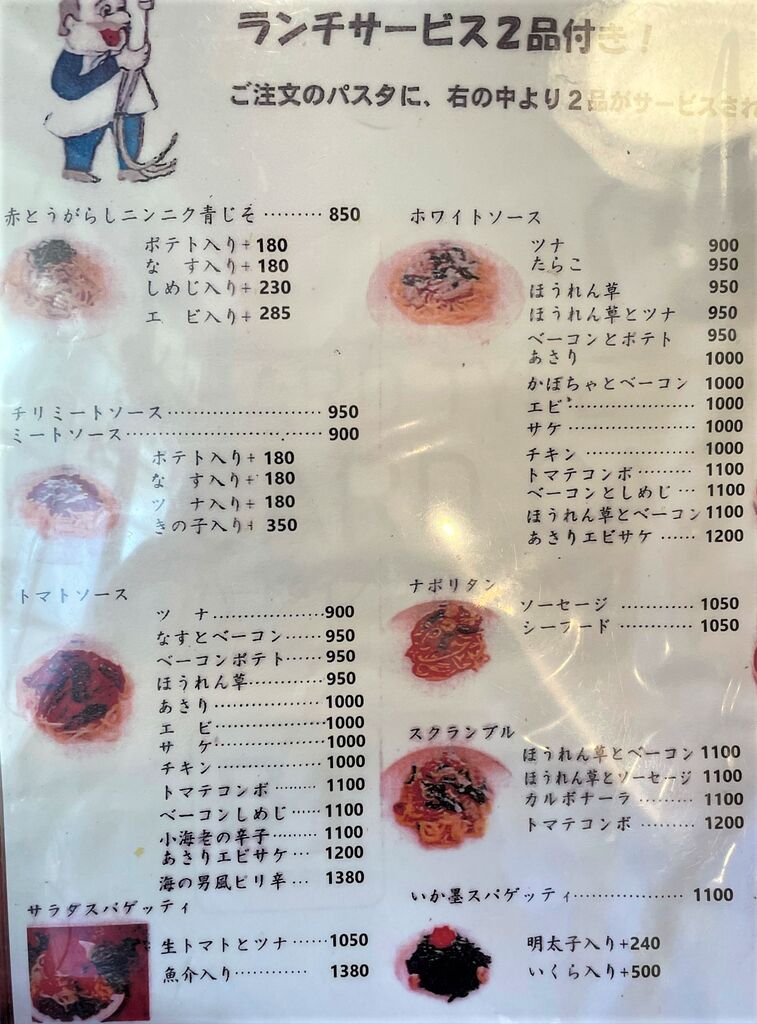 ランチサービス2品付き!
ご注文のパスタに、右の中より2品がサービスされ
赤とうがらしニンニク青じそ ……… 850
ポテト入り+ 180
な す入り+ 180
しめじ入り+ 230
エ ビ入り+ 285
チリミートソース…………………… 950
ミートソース………………………… 900
ポテト入り+ 180
な す入り+ 180
ツ ナ入り+ 180
きの子入り+ 350
トマトソース
ツ ナ………………900
なすとベーコン…… 950
ベーコンポテト…… 950
ほうれん草………… 950
あさり……………… 1000
エ ビ……………… 1000
サ ケ……………… 1000
チキン……………… 1000
トマテコンボ……… 1100
ベーコンしめじ…… 1100
小海老の辛子……… 1100
あさりエビサケ… 1200
海の男風ピリ辛… 1380
サラダスパゲッティ
生トマトとツナ……1050
魚介入り………… 1380
ホワイトソース
ツナ 900
たらこ 950
ほうれん草 950
ほうれん草とツナ 950
ベーコンとポテト 950
あさり 1000
かぼちゃとベーコン 1000
エビ………………… 1000
サケ………………… 1000
チキン……………… 1000
トマテコンボ……… 1100
ベーコンとしめじ… 1100
ほうれん草とベーコン 1100
あさりエビサケ…… 1200
ナポリタン
ソーセージ ………… 1050
シーフード ………… 1050
スクランブル
ほうれん草とベーコン 1100
ほうれん草とソーセージ 1100
カルボナーラ ……… 1100
トマテコンボ ……… 1200
いか墨スパゲッティ……………… 1100
明太子入り+240
いくら入り+500